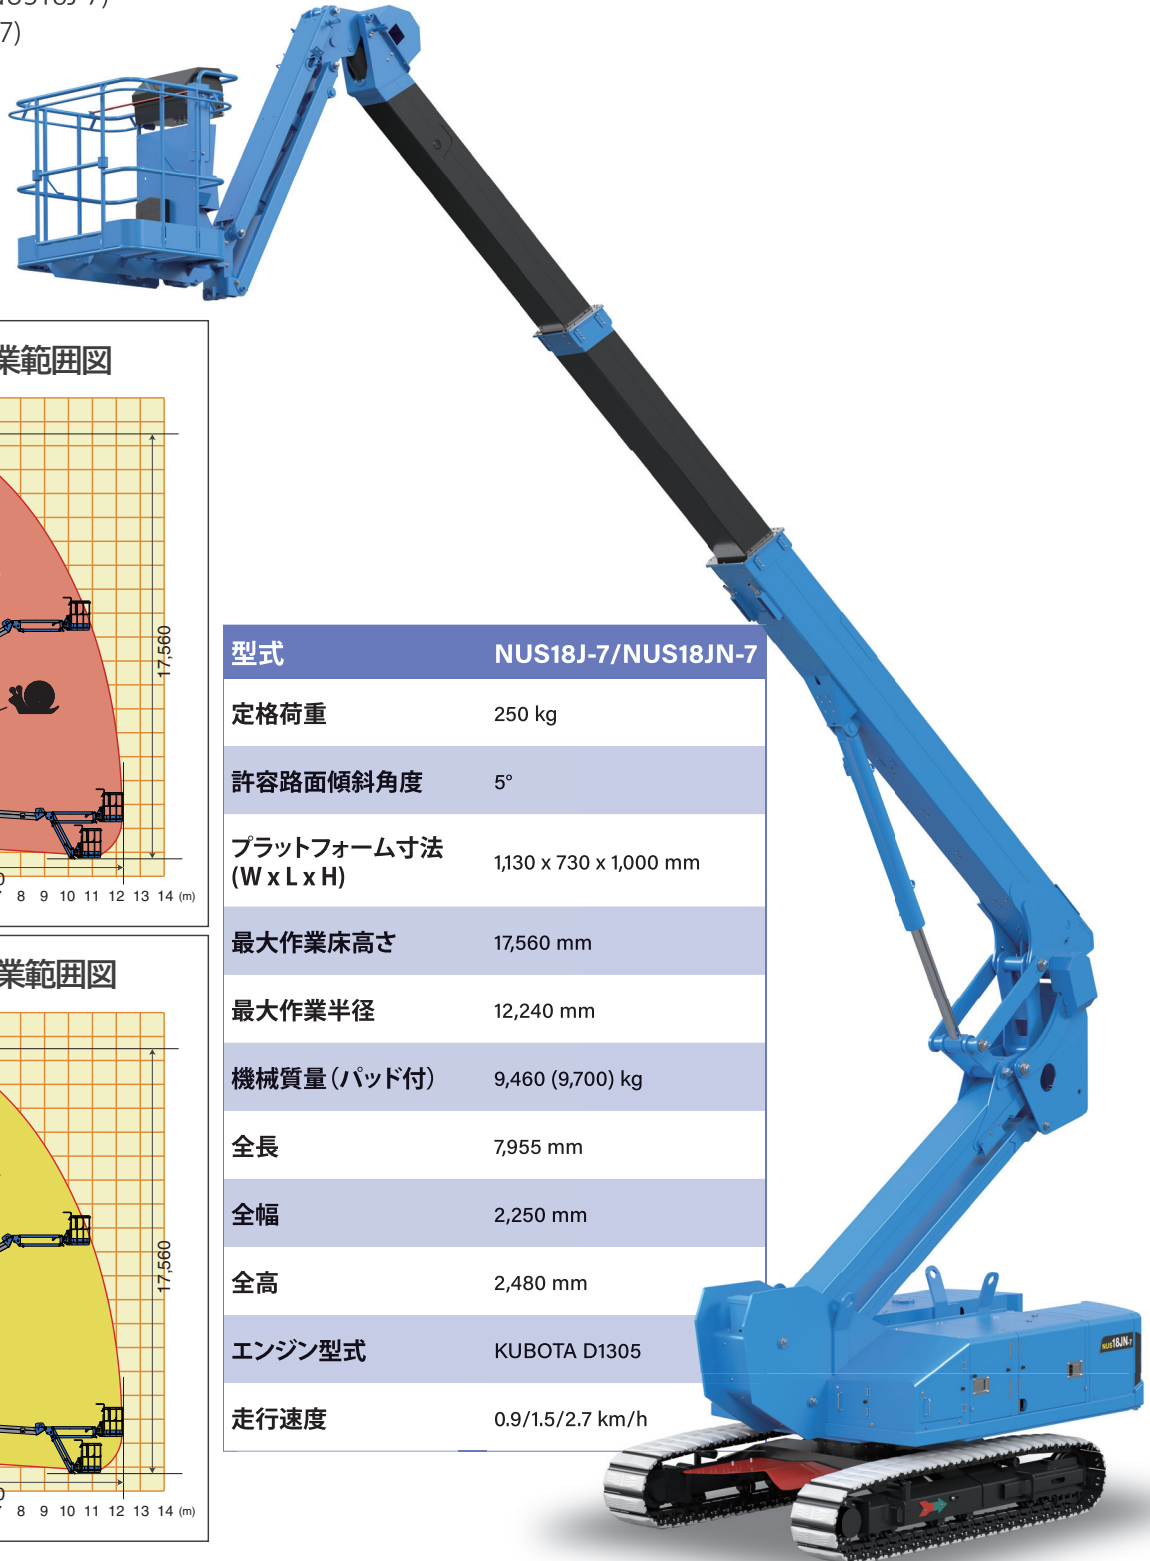 7)
業範囲図
17,560
8 9 10 11 12 13 14 (m)
業範囲図
17,560
8 9 10 11 12 13 14 (m)
型式 NUS18J-7/NUS18JN-7
定格荷重 250 kg
許容路面傾斜角度 5°
プラットフォーム寸法
(W x L x H) 1,130 x 730 x 1,000 mm
最大作業床高さ 17,560 mm
最大作業半径 12,240 mm
機械質量(パッド付) 9,460 (9,700) kg
全長 7,955 mm
全幅 2,250 mm
全高 2,480 mm
エンジン型式 KUBOTA D1305
走行速度 0.9/1.5/2.7 km/h
NUS18JN-7